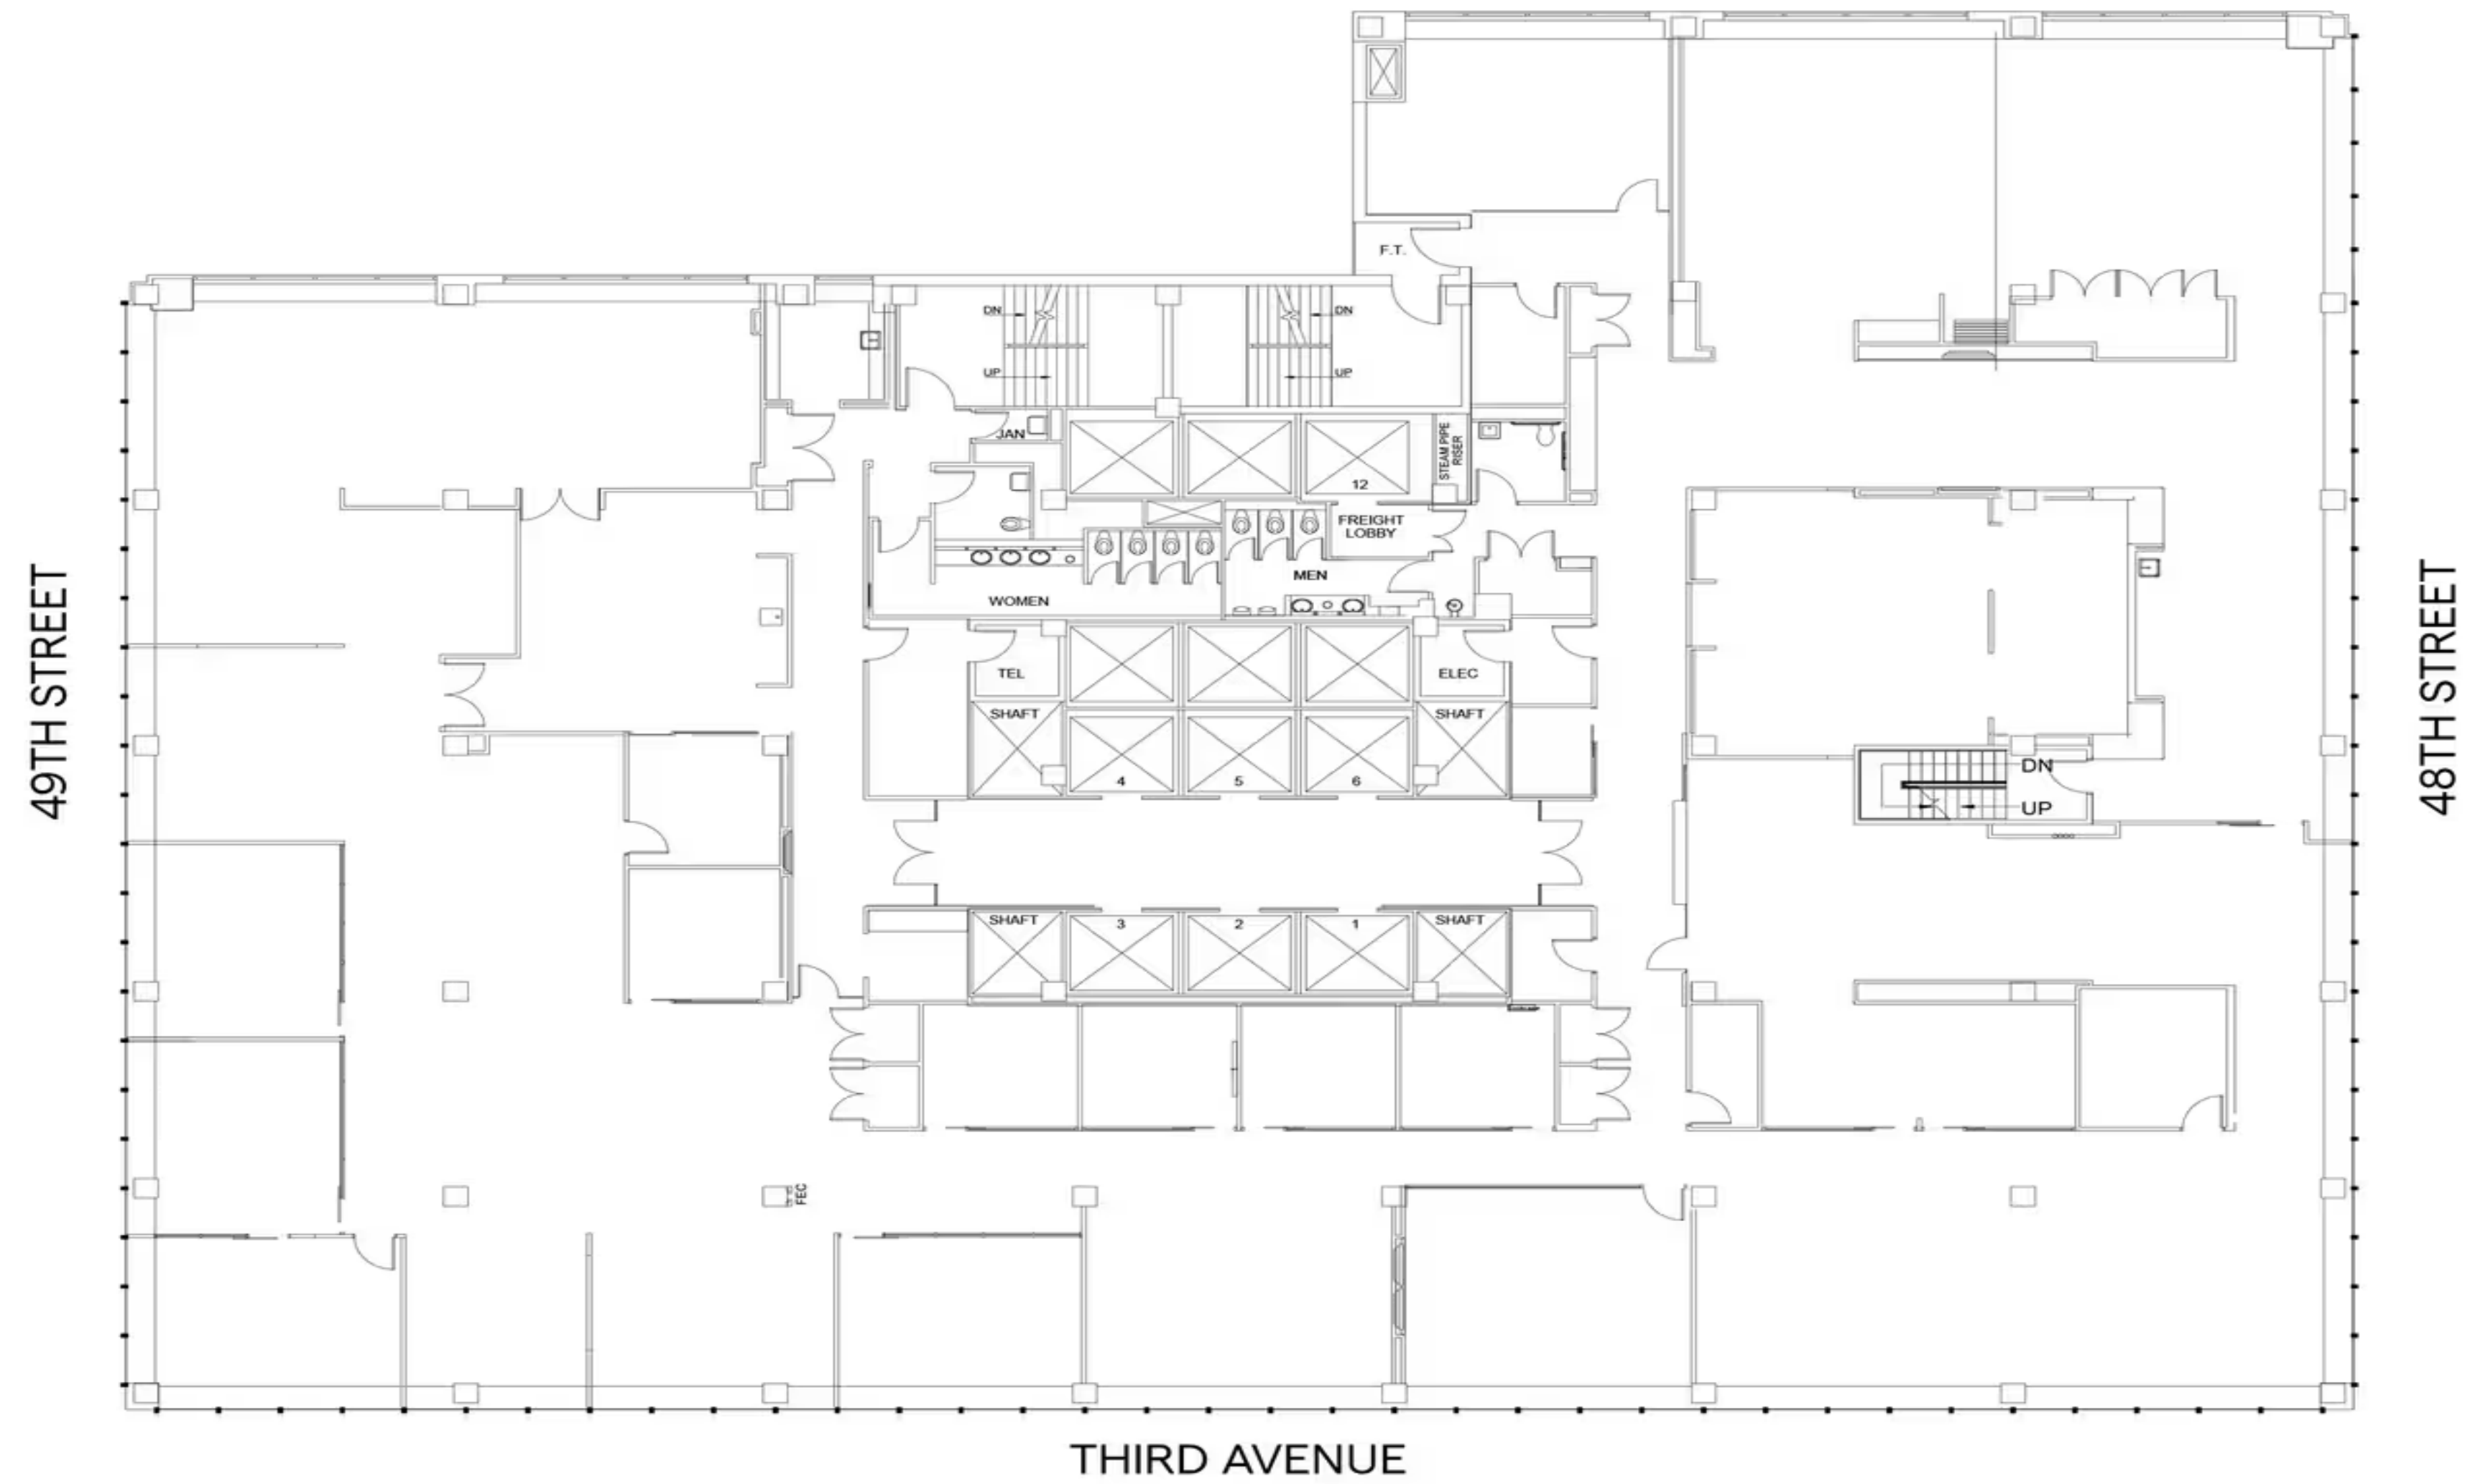 F.T.
DN
DN
UP
UP
JAN
STEAM PIPE
RISER
12
FREIGHT
LOBBY
MEN
WOMEN
49TH STREET
48TH STREET
TEL
ELEC
SHAFT
SHAFT
4
5
6
DN
UP
SHAFT
3
2
1
SHAFT
FEC
THIRD AVENUE